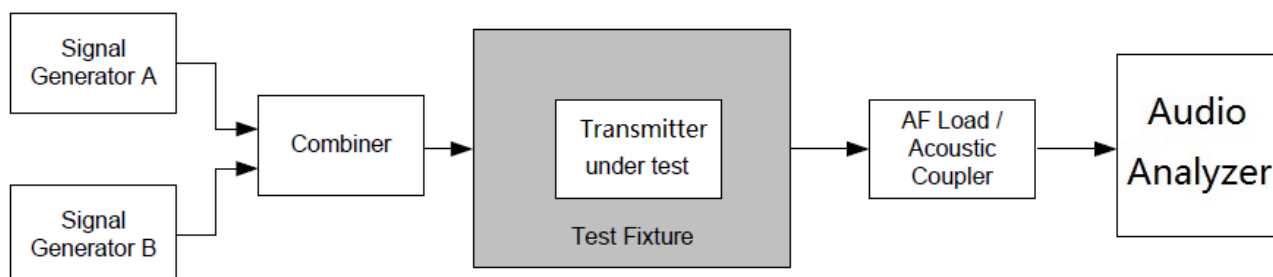 Signal
Generator A
Signal
Generator B
Combiner
Transmitter
under test
Test Fixture
AF Load /
Acoustic
Coupler
Audio
Analyzer